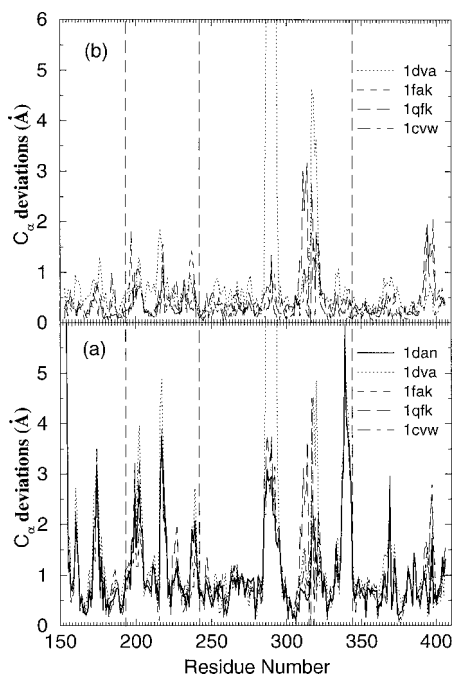 6
(b)
1dva
5
1fak
1qfk
4
1cvw
Cα deviations (Å)
3
2
1
0
(a)
1dan
5
1dva
1fak
4
1qfk
1cvw
Cα deviations (Å)
3
2
1
0
150 200 250 300 350 400
Residue Number